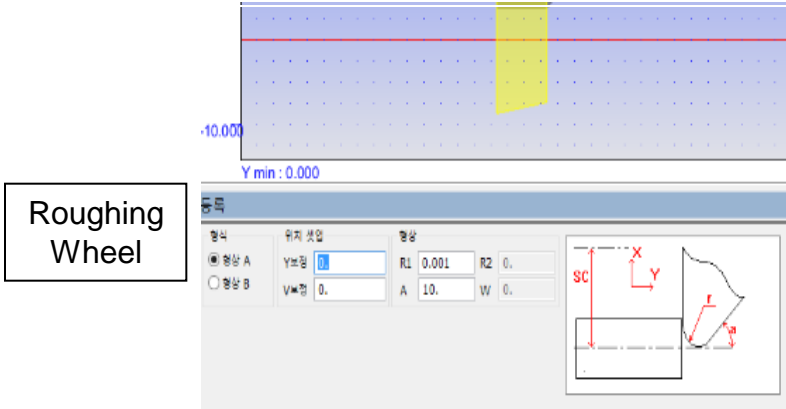 -10.000
Y min : 0.000
Roughing
Wheel
등록
형식 위치 셋업 형상
형상 A Y보정 0. R1 0.001 R2 0.
형상 B V보정 0. A 10. W 0.
X
SC
Y
r
a